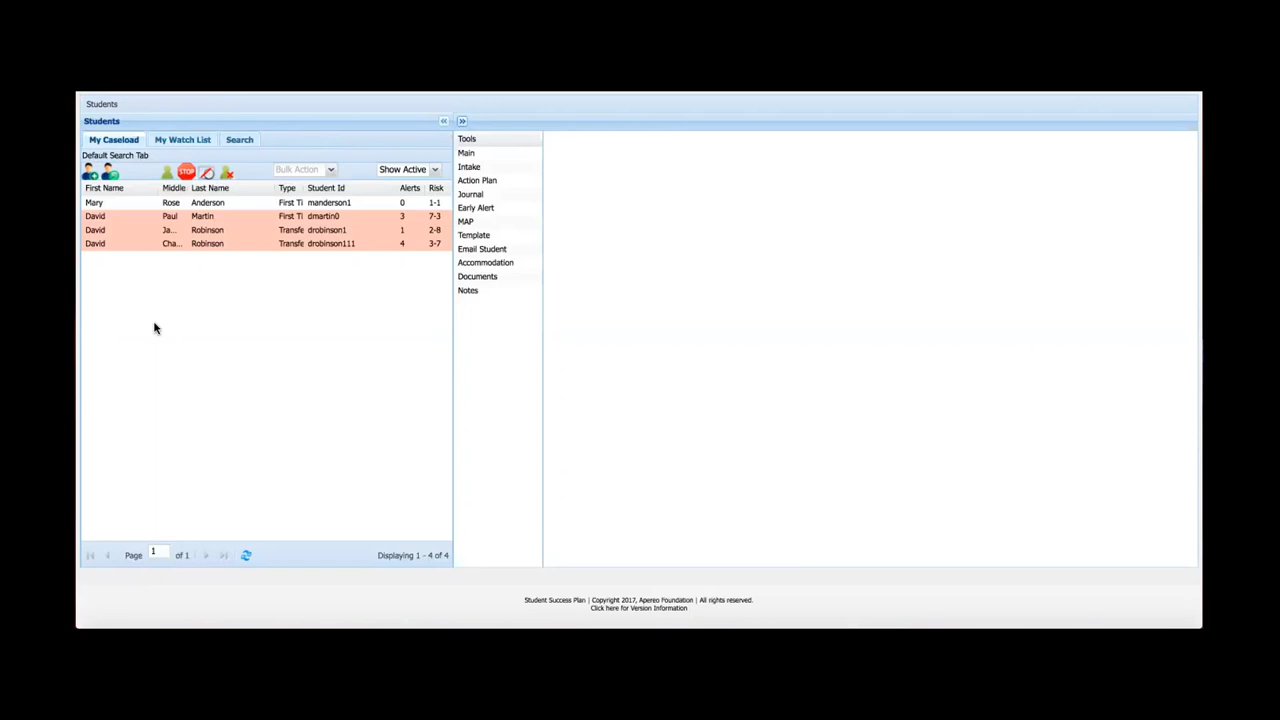 Students
Students
My Caseload My Watch List Search
Default Search Tab
STOP Bulk Action Show Active
First Name Middle Last Name Type Student Id Alerts Risk
Mary Rose Anderson First Ti manderson1 0 1-1
David Paul Martin First Ti dmartin0 3 7-3
David Ja... Robinson Transfe drobinson1 1 2-8
David Cha... Robinson Transfe drobinson111 4 3-7
Page 1 of 1 Displaying 1 - 4 of 4
Tools
Main
Intake
Action Plan
Journal
Early Alert
MAP
Template
Email Student
Accommodation
Documents
Notes
Student Success Plan | Copyright 2017, Apereo Foundation | All rights reserved.
Click here for Version Information